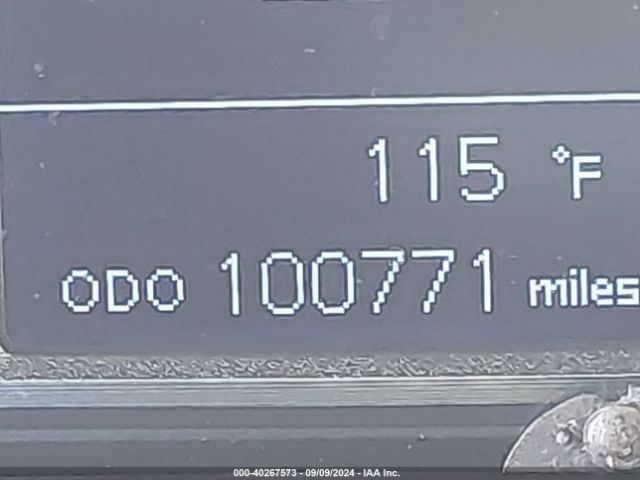 115 °F
ODO 100771 miles
000-40267573 - 09/09/2024 - IAA Inc.